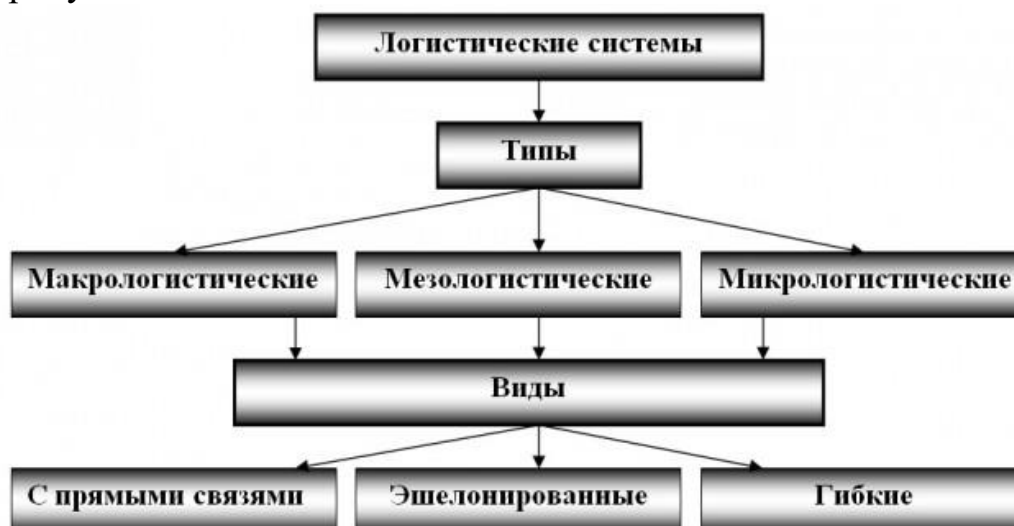 Логистические системы
Типы
Макрологистические
Мезологистические
Микрологистические
Виды
С прямыми связями
Эшелонированные
Гибкие